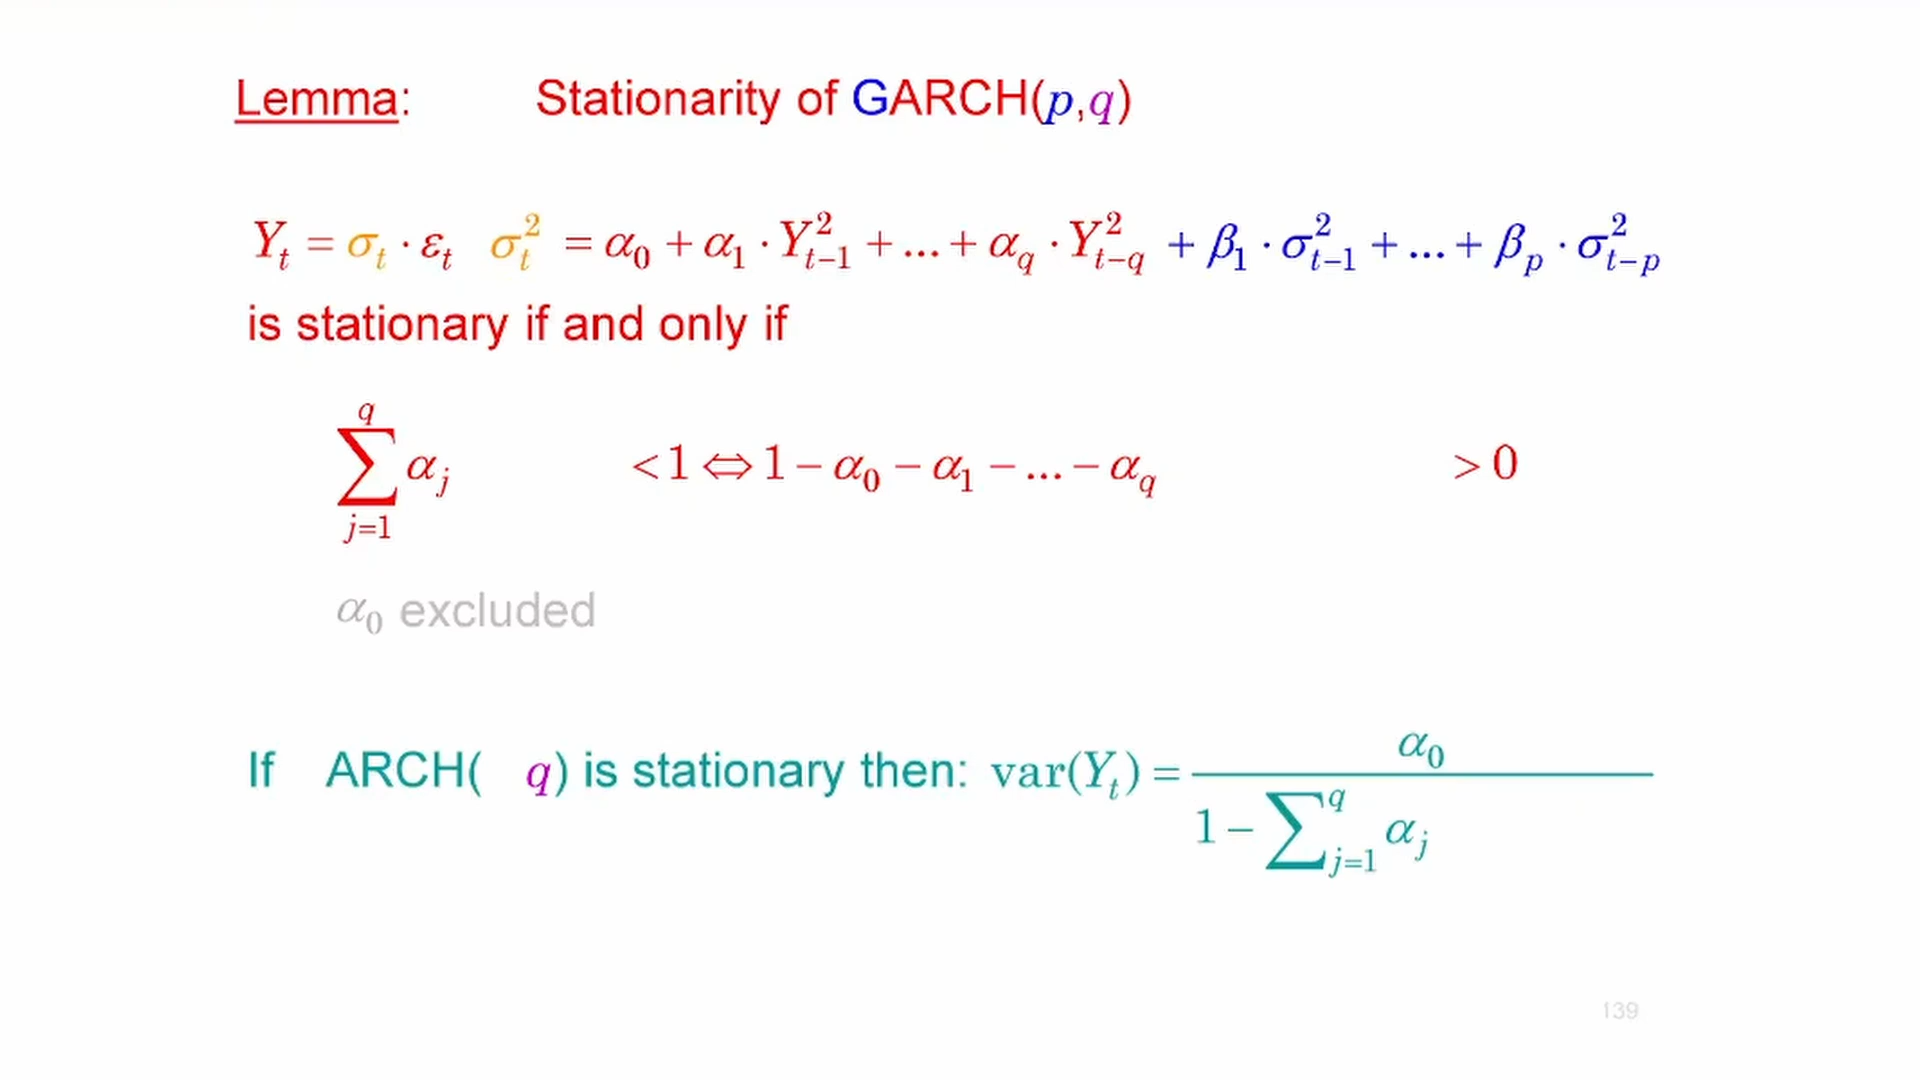 Lemma: Stationarity of GARCH(p,q)
Y_t = σ_t · ε_t σ_t^2 = α_0 + α_1 · Y_{t−1}^2 + ... + α_q · Y_{t−q}^2 + β_1 · σ_{t−1}^2 + ... + β_p · σ_{t−p}^2
is stationary if and only if
∑_{j=1}^{q} α_j < 1 ⇔ 1 − α_0 − α_1 − ... − α_q > 0
α_0 excluded
If ARCH( q) is stationary then: var(Y_t) = α_0 / (1 − ∑_{j=1}^{q} α_j)
139